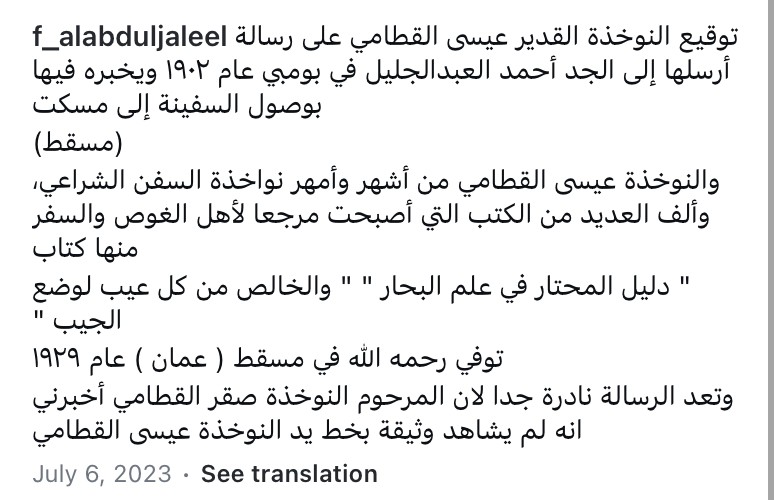 f_alabduljaleel توقيع النوخذة القدير عيسى القطامي على رسالة
أرسلها إلى الجد أحمد العبدالجليل في بومبي عام ١٩٠٢ ويخبره فيها
بوصول السفينة إلى مسكت
(مسقط)
والنوخذة عيسى القطامي من أشهر وأمهر نواخذة السفن الشراعي،
وألف العديد من الكتب التي أصبحت مرجعا لأهل الغوص والسفر
منها كتاب
" دليل المحتار في علم البحار " " والخالص من كل عيب لوضع
الجيب "
توفي رحمه الله في مسقط ( عمان ) عام ١٩٢٩
وتعد الرسالة نادرة جدا لان المرحوم النوخذة صقر القطامي أخبرني
انه لم يشاهد وثيقة بخط يد النوخذة عيسى القطامي
July 6, 2023 · See translation